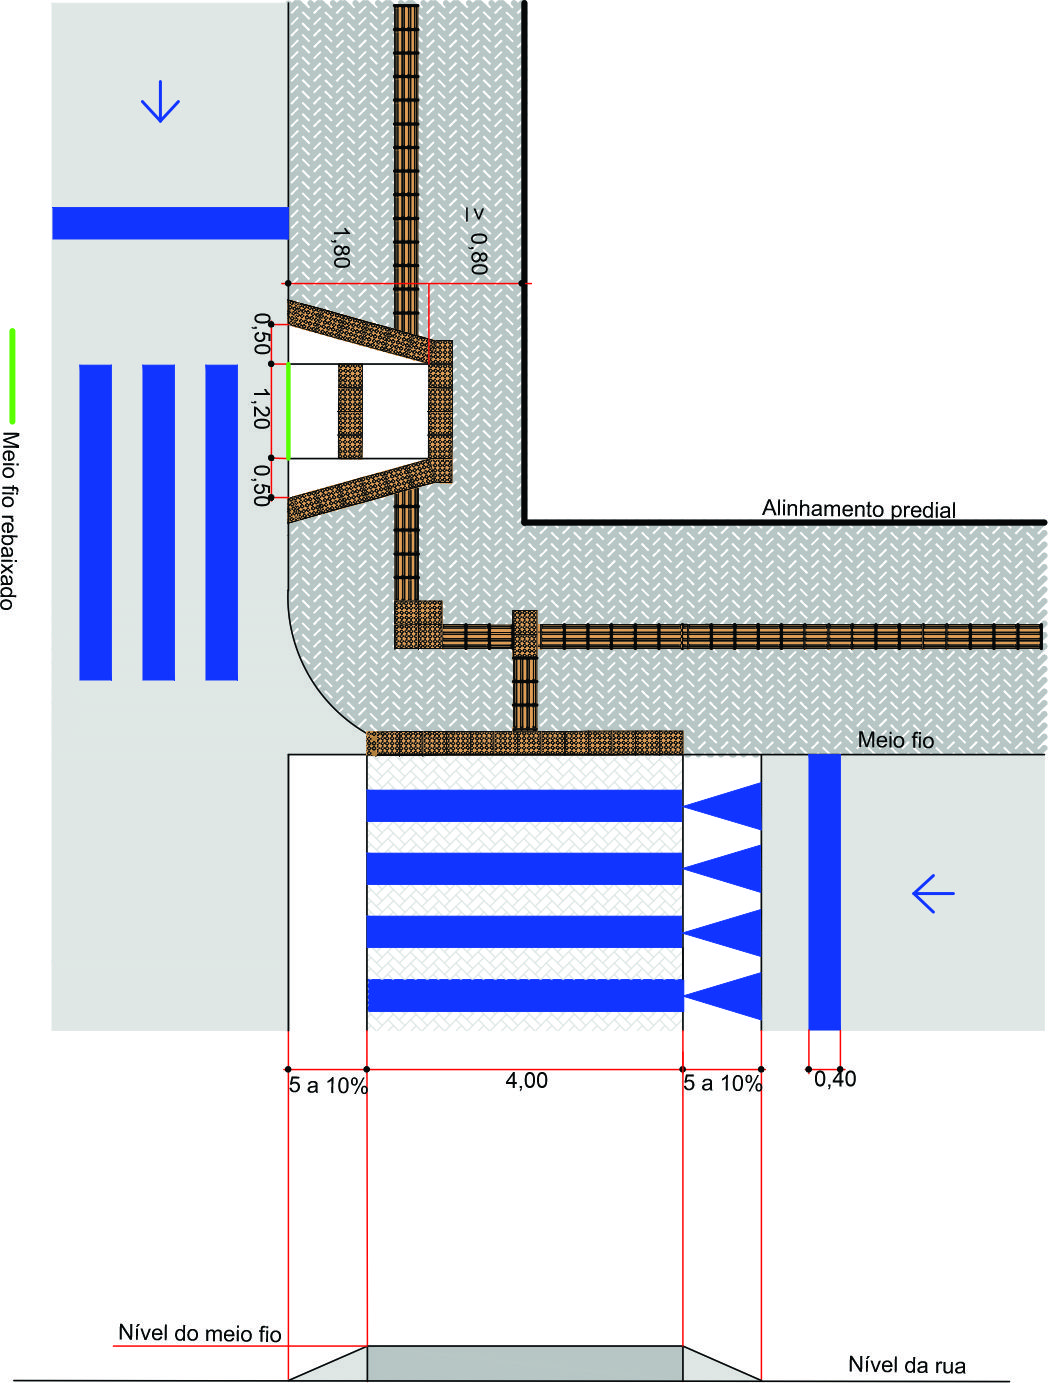 1,80
≥ 0,80
0,50
1,20
0,50
Meio fio rebaixado
Alinhamento predial
Meio fio
5 a 10%
4,00
5 a 10%
0,40
Nível do meio fio
Nível da rua